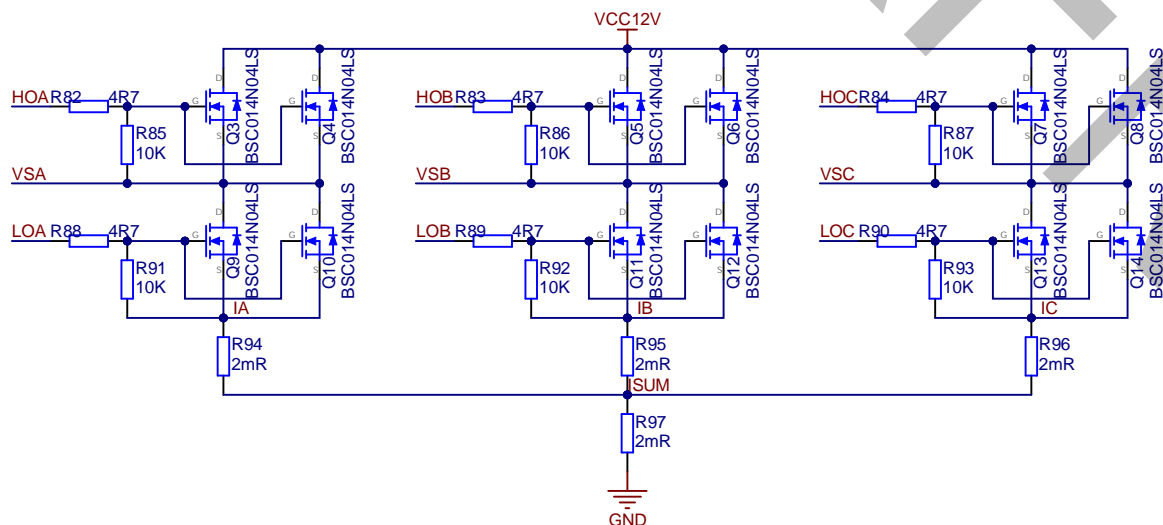 VCC12V
HOA R82 4R7
HOB R83 4R7
HOC R84 4R7
D
D
D
D
D
D
G
G
G
G
G
G
S
S
S
S
S
S
Q3
BSC014N04LS
Q4
BSC014N04LS
Q5
BSC014N04LS
Q6
BSC014N04LS
Q7
BSC014N04LS
Q8
BSC014N04LS
R85
10K
R86
10K
R87
10K
VSA
VSB
VSC
LOA R88 4R7
LOB R89 4R7
LOC R90 4R7
D
D
D
D
D
D
G
G
G
G
G
G
S
S
S
S
S
S
Q9
BSC014N04LS
Q10
BSC014N04LS
Q11
BSC014N04LS
Q12
BSC014N04LS
Q13
BSC014N04LS
Q14
BSC014N04LS
R91
10K
R92
10K
R93
10K
IA
IB
IC
R94
2mR
R95
2mR
R96
2mR
ISUM
R97
2mR
GND